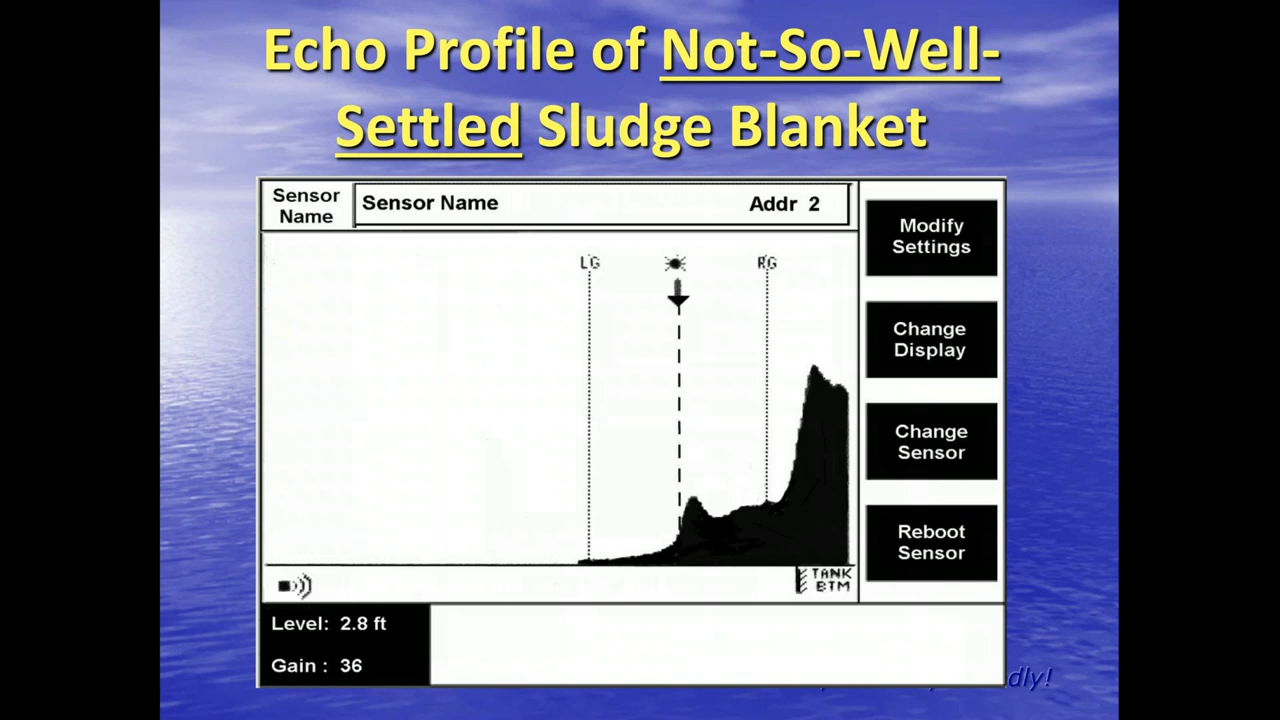 Echo Profile of Not-So-Well-
Settled Sludge Blanket
Sensor
Name
Sensor Name Addr 2
Modify
Settings
LG RG
Change
Display
Change
Sensor
Reboot
Sensor
TANK
BTM
Level: 2.8 ft
Gain : 36
dly!